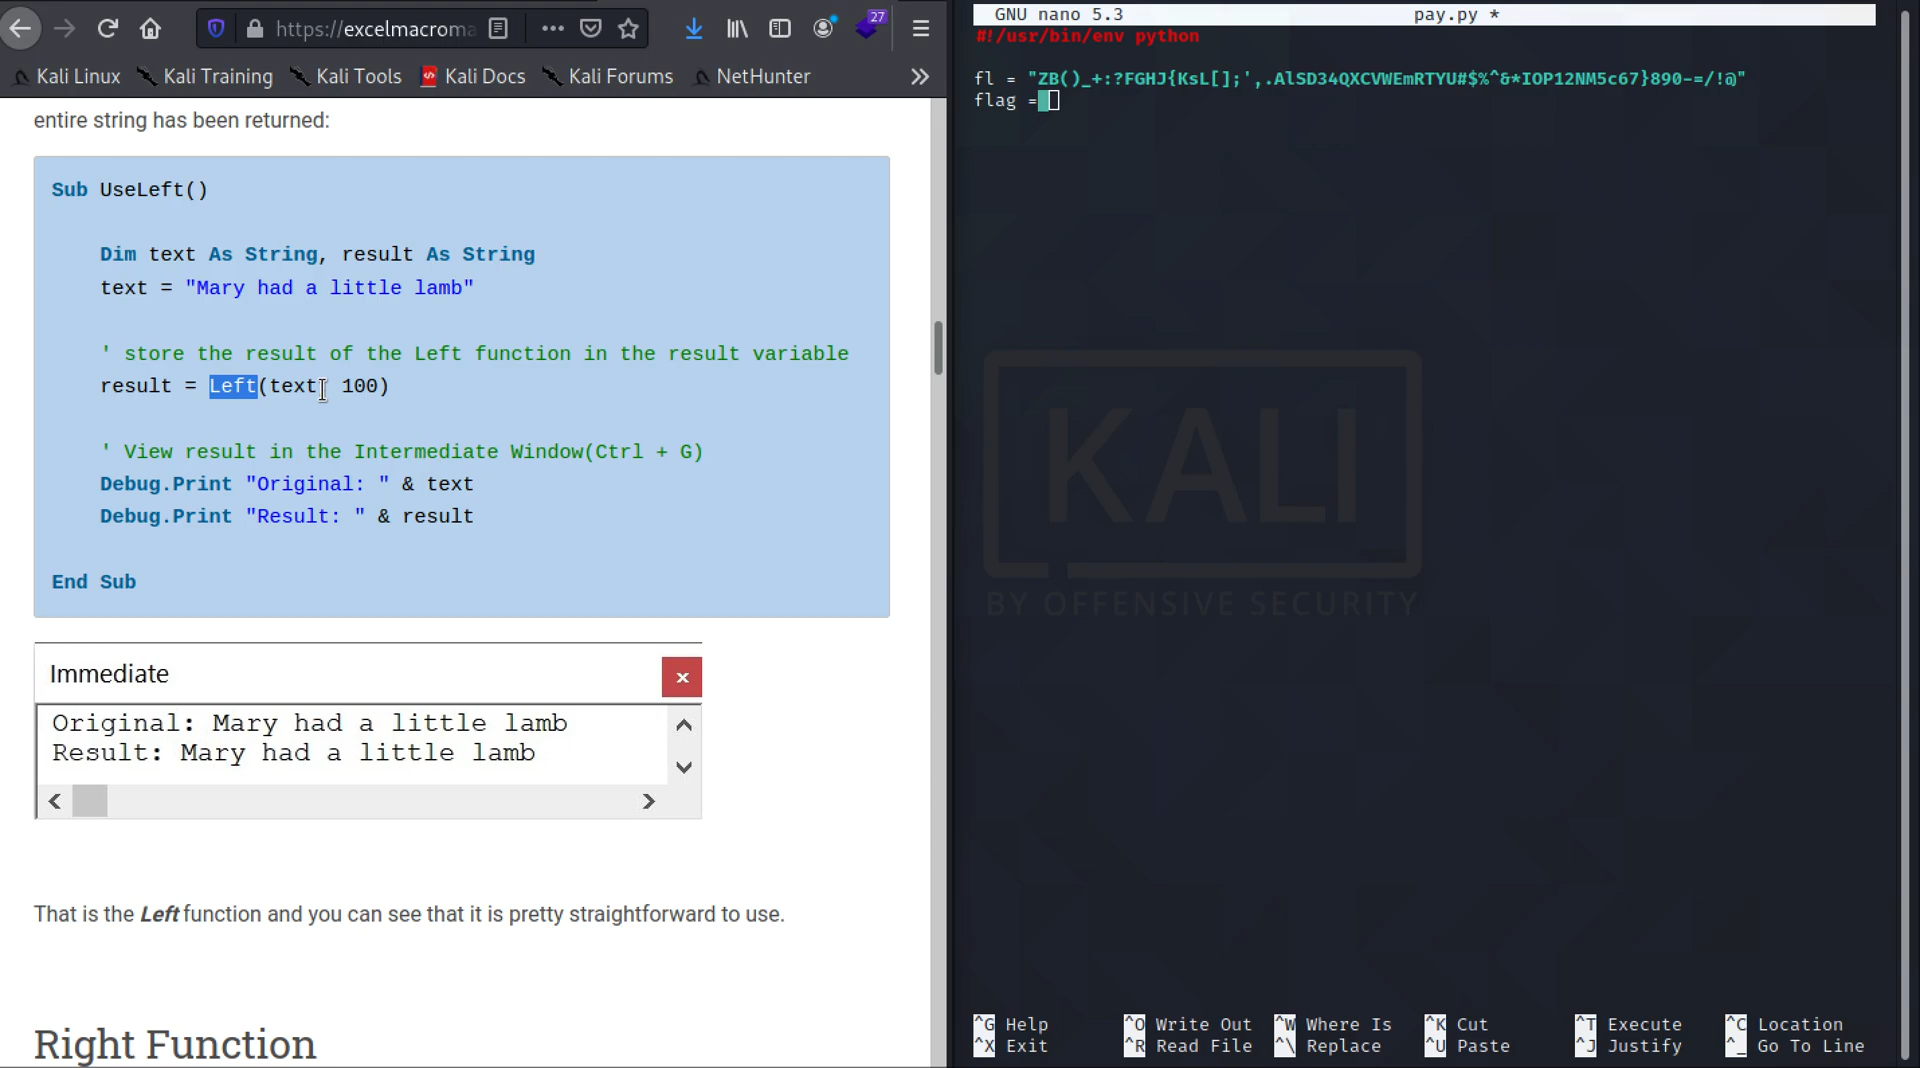 https://excelmacroma
27
Kali Linux
Kali Training
Kali Tools
Kali Docs
Kali Forums
NetHunter
entire string has been returned:
Sub UseLeft()
Dim text As String, result As String
text = "Mary had a little lamb"
' store the result of the Left function in the result variable
result = Left(text 100)
' View result in the Intermediate Window(Ctrl + G)
Debug.Print "Original: " & text
Debug.Print "Result: " & result
End Sub
Immediate
Original: Mary had a little lamb
Result: Mary had a little lamb
That is the Left function and you can see that it is pretty straightforward to use.
Right Function
GNU nano 5.3 pay.py *
#!/usr/bin/env python
fl = "ZB()_+:?FGHJ{KsL[];',.AlSD34QXCVWEmRTYU#$%^&*IOP12NM5c67}890-=/!@"
flag =
KALI
BY OFFENSIVE SECURITY
^G Help ^O Write Out ^W Where Is ^K Cut ^T Execute ^C Location
^X Exit ^R Read File ^\ Replace ^U Paste ^J Justify ^_ Go To Line